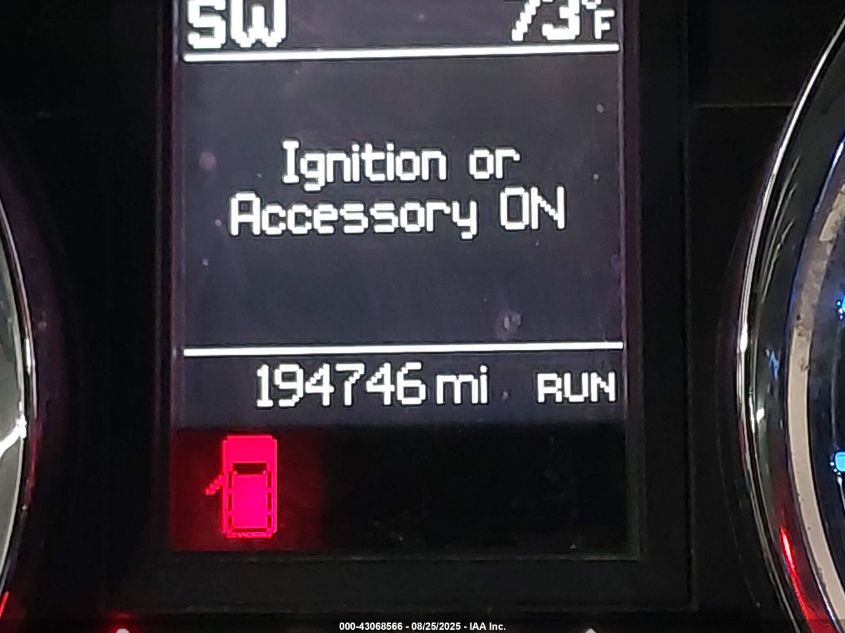 SW 73°F
Ignition or
Accessory ON
194746 mi RUN
000-43068566 - 08/25/2025 - IAA Inc.